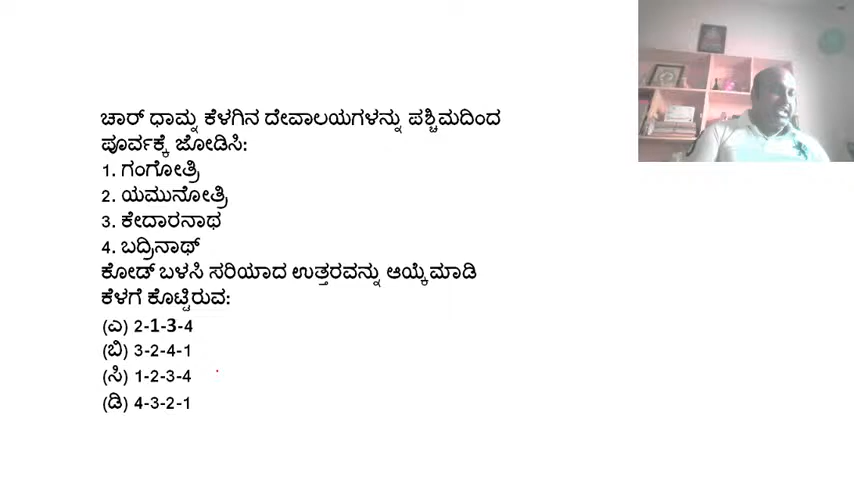 ಚಾರ್ ಧಾಮ್ನ ಕೆಳಗಿನ ದೇವಾಲಯಗಳನ್ನು ಪಶ್ಚಿಮದಿಂದ
ಪೂರ್ವಕ್ಕೆ ಜೋಡಿಸಿ:
1. ಗಂಗೋತ್ರಿ
2. ಯಮುನೋತ್ರಿ
3. ಕೇದಾರನಾಥ
4. ಬದ್ರಿನಾಥ್
ಕೋಡ್ ಬಳಸಿ ಸರಿಯಾದ ಉತ್ತರವನ್ನು ಆಯ್ಕೆಮಾಡಿ
ಕೆಳಗೆ ಕೊಟ್ಟಿರುವ:
(ಎ) 2-1-3-4
(ಬಿ) 3-2-4-1
(ಸಿ) 1-2-3-4
(ಡಿ) 4-3-2-1